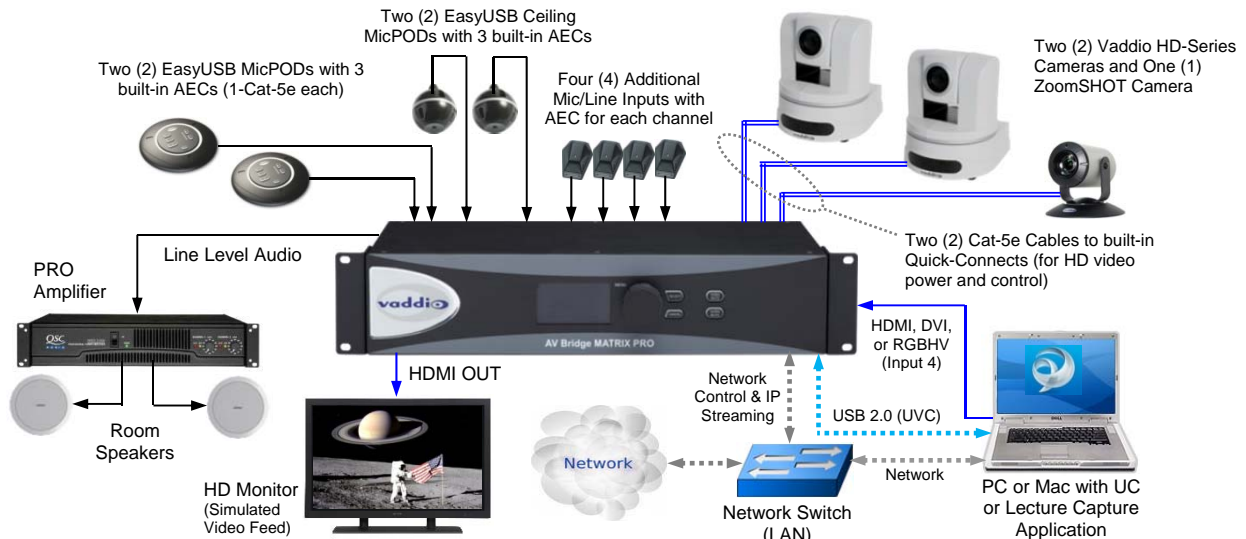 Two (2) EasyUSB Ceiling
MicPODs with 3 built-in AECs
Two (2) EasyUSB MicPODs with 3
built-in AECs (1-Cat-5e each)
Four (4) Additional
Mic/Line Inputs with
AEC for each channel
Two (2) Vaddio HD-Series
Cameras and One (1)
ZoomSHOT Camera
vaddio
Line Level Audio
PRO
Amplifier
QSC
vaddio
AV Bridge MATRIX PRO
Two (2) Cat-5e Cables to built-in
Quick-Connects (for HD video
power and control)
HDMI, DVI,
or RGBHV
(Input 4)
HDMI OUT
Room
Speakers
HD Monitor
(Simulated
Video Feed)
Network
Control & IP
Streaming
USB 2.0 (UVC)
Network
Network
Network Switch
(LAN)
DELL
PC or Mac with UC
or Lecture Capture
Application